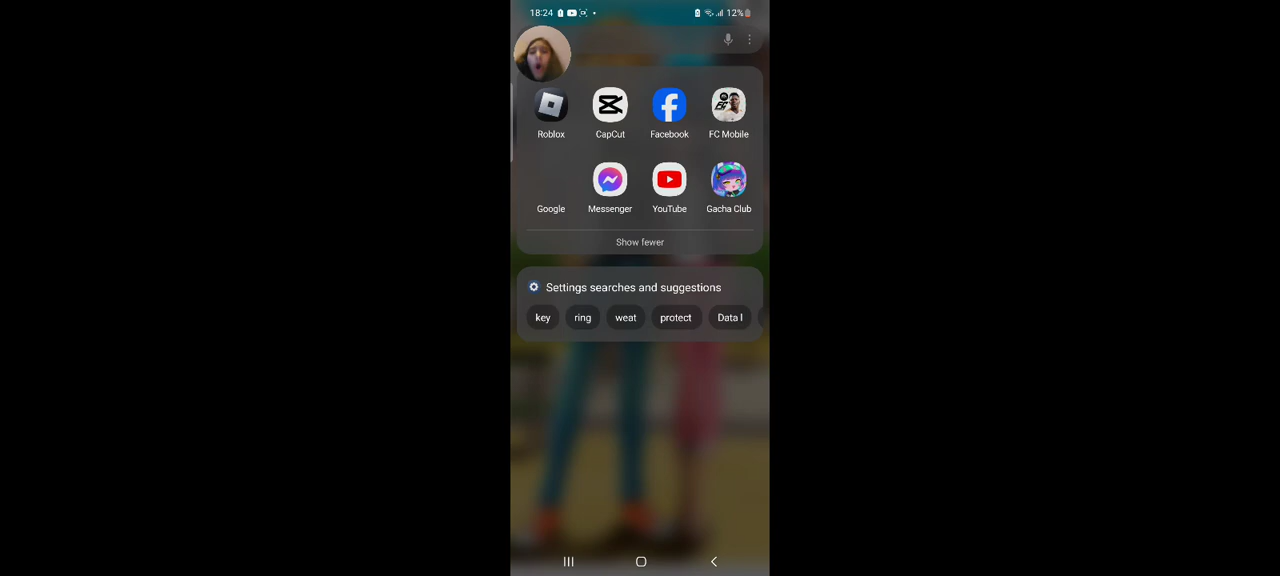 18:24 12%
Roblox CapCut Facebook FC Mobile
Google Messenger YouTube Gacha Club
Show fewer
Settings searches and suggestions
key ring weat protect Data l